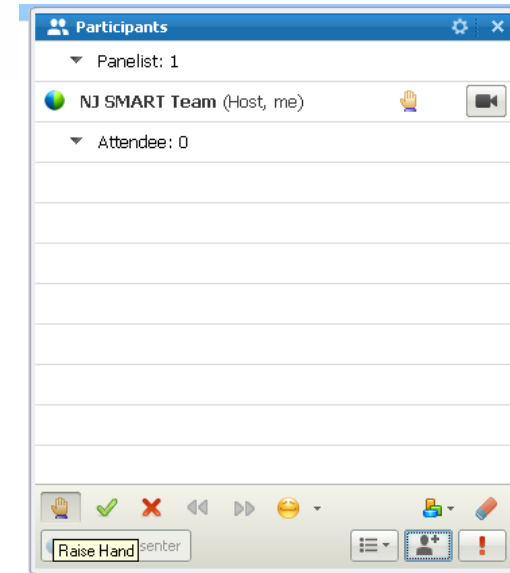 Participants
Panelist: 1
NJ SMART Team (Host, me)
Attendee: 0
Raise Hand senter